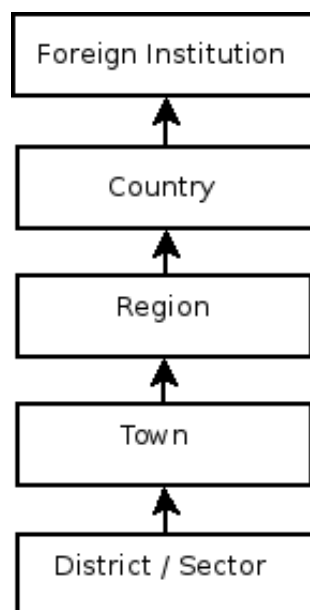 Foreign Institution
Country
Region
Town
District / Sector